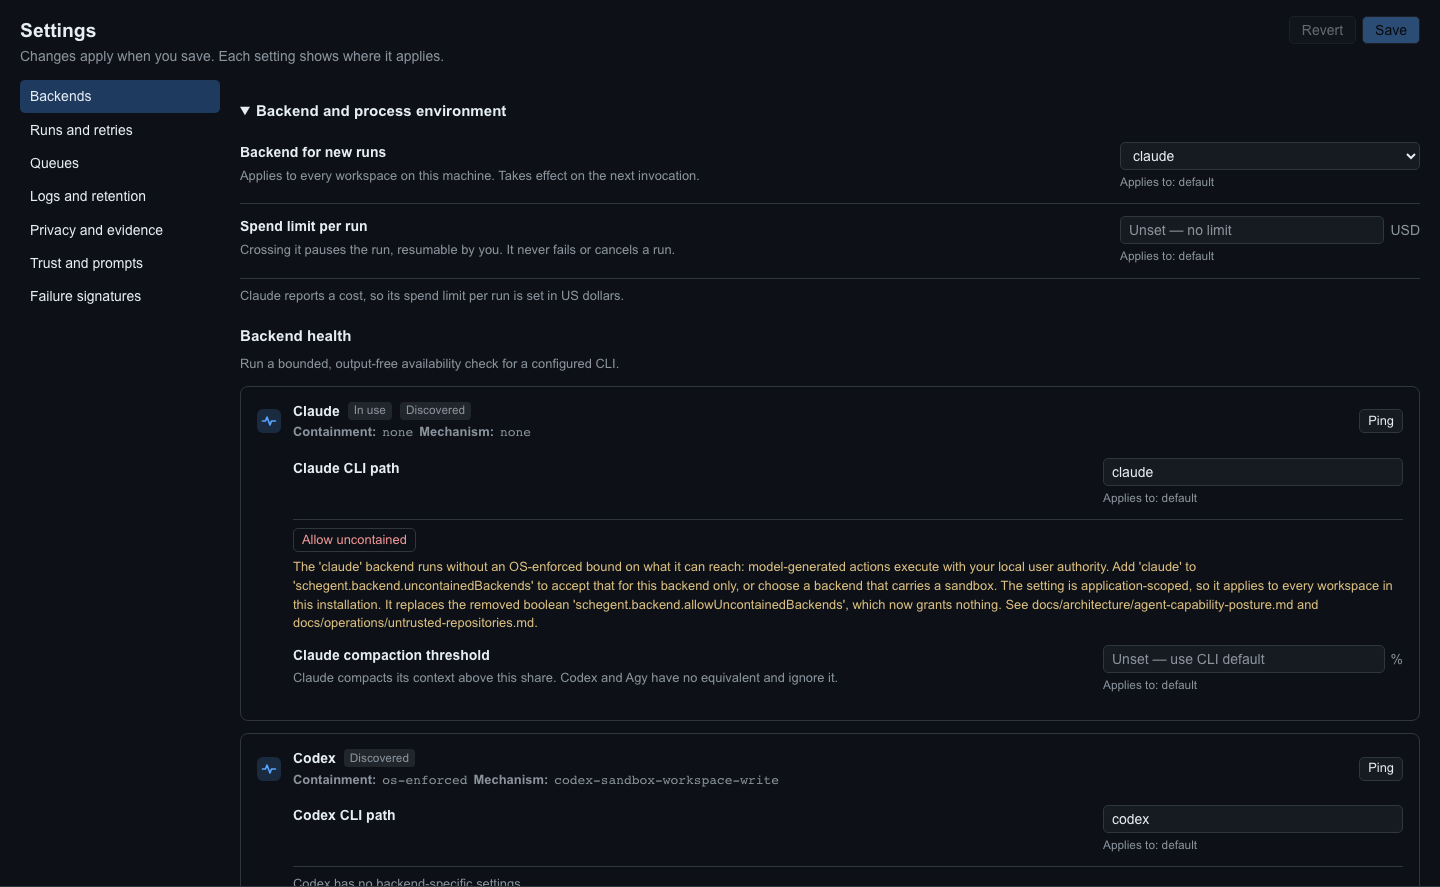 Settings
Revert
Save
Changes apply when you save. Each setting shows where it applies.
Backends
Runs and retries
Queues
Logs and retention
Privacy and evidence
Trust and prompts
Failure signatures
▼ Backend and process environment
Backend for new runs
Applies to every workspace on this machine. Takes effect on the next invocation.
claude
Applies to: default
Spend limit per run
Crossing it pauses the run, resumable by you. It never fails or cancels a run.
Unset — no limit
USD
Applies to: default
Claude reports a cost, so its spend limit per run is set in US dollars.
Backend health
Run a bounded, output-free availability check for a configured CLI.
Claude In use Discovered
Containment: none Mechanism: none
Ping
Claude CLI path
claude
Applies to: default
Allow uncontained
The 'claude' backend runs without an OS-enforced bound on what it can reach: model-generated actions execute with your local user authority. Add 'claude' to
'schegent.backend.uncontainedBackends' to accept that for this backend only, or choose a backend that carries a sandbox. The setting is application-scoped, so it applies to every workspace in
this installation. It replaces the removed boolean 'schegent.backend.allowUncontainedBackends', which now grants nothing. See docs/architecture/agent-capability-posture.md and
docs/operations/untrusted-repositories.md.
Claude compaction threshold
Claude compacts its context above this share. Codex and Agy have no equivalent and ignore it.
Unset — use CLI default
%
Applies to: default
Codex Discovered
Containment: os-enforced Mechanism: codex-sandbox-workspace-write
Ping
Codex CLI path
codex
Applies to: default
Codex has no backend-specific settings